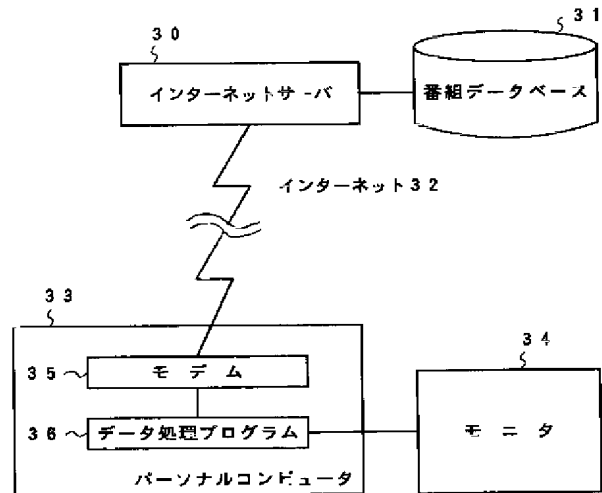 30
31
インターネットサーバ
番組データベース
インターネット32
33
34
35
モデム
36
データ処理プログラム
モニタ
パーソナルコンピュータ